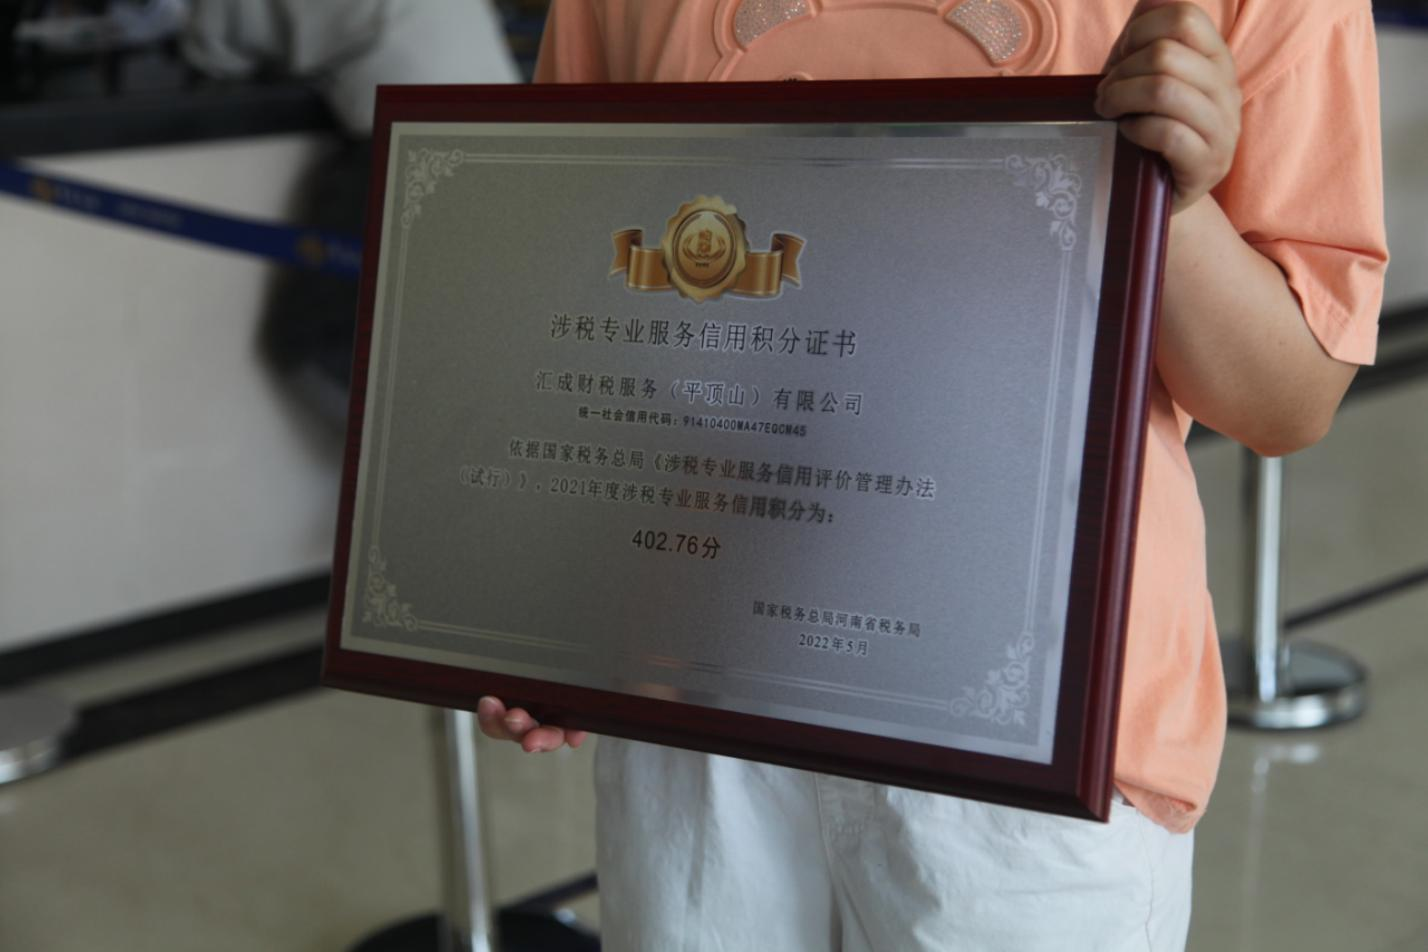 涉税专业服务信用积分证书
汇成财税服务（平顶山）有限公司
统一社会信用代码：91410400MA47EQCM45
依据国家税务总局《涉税专业服务信用评价管理办法
（试行）》，2021年度涉税专业服务信用积分为：
402.76分
国家税务总局河南省税务局
2022年5月